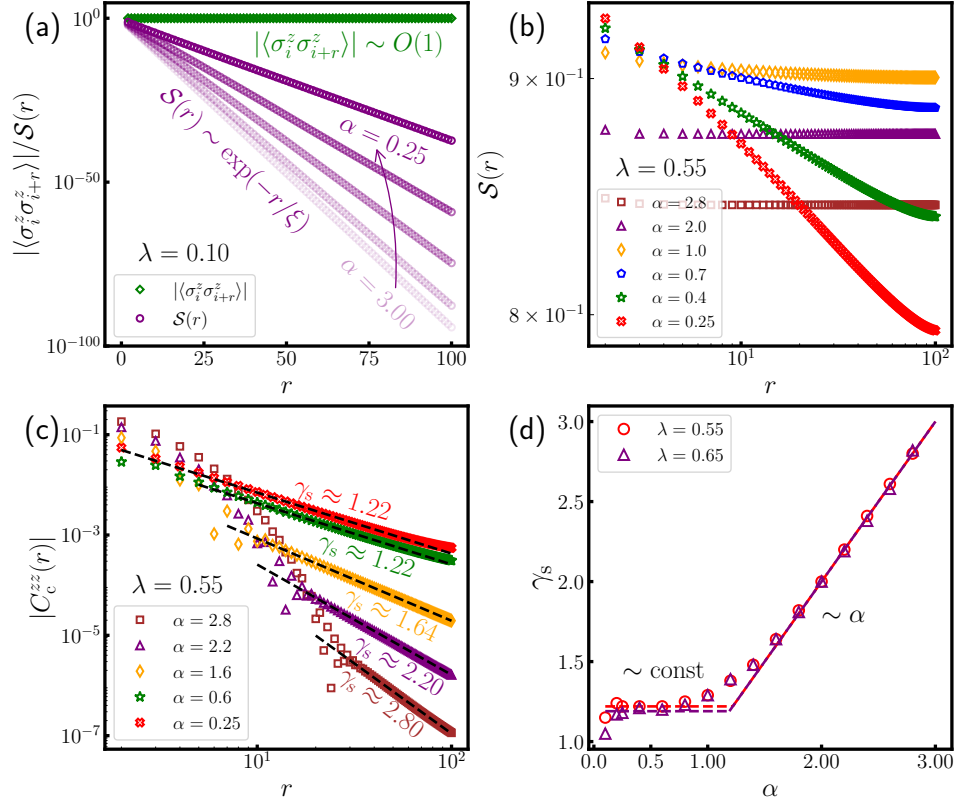 (a)
10^0
10^{-50}
10^{-100}
|⟨σ_i^z σ_{i+r}^z⟩|/𝒮(r)
|⟨σ_i^z σ_{i+r}^z⟩| ∼ O(1)
𝒮(r) ∼ exp(−r/ξ)
α = 0.25
α = 3.00
λ = 0.10
|⟨σ_i^z σ_{i+r}^z⟩|
𝒮(r)
0 25 50 75 100
r
(b)
9 × 10^{-1}
8 × 10^{-1}
𝒮(r)
λ = 0.55
α = 2.8
α = 2.0
α = 1.0
α = 0.7
α = 0.4
α = 0.25
10^1 10^2
r
(c)
10^{-1}
10^{-3}
10^{-5}
10^{-7}
|C_c^{zz}(r)|
γ_s ≈ 1.22
γ_s ≈ 1.22
γ_s ≈ 1.64
γ_s ≈ 2.20
γ_s ≈ 2.80
λ = 0.55
α = 2.8
α = 2.2
α = 1.6
α = 0.6
α = 0.25
10^1 10^2
r
(d)
3.0
2.5
2.0
1.5
1.0
γ_s
λ = 0.55
λ = 0.65
∼ α
∼ const
0.0 0.5 1.00 2.00 3.00
α